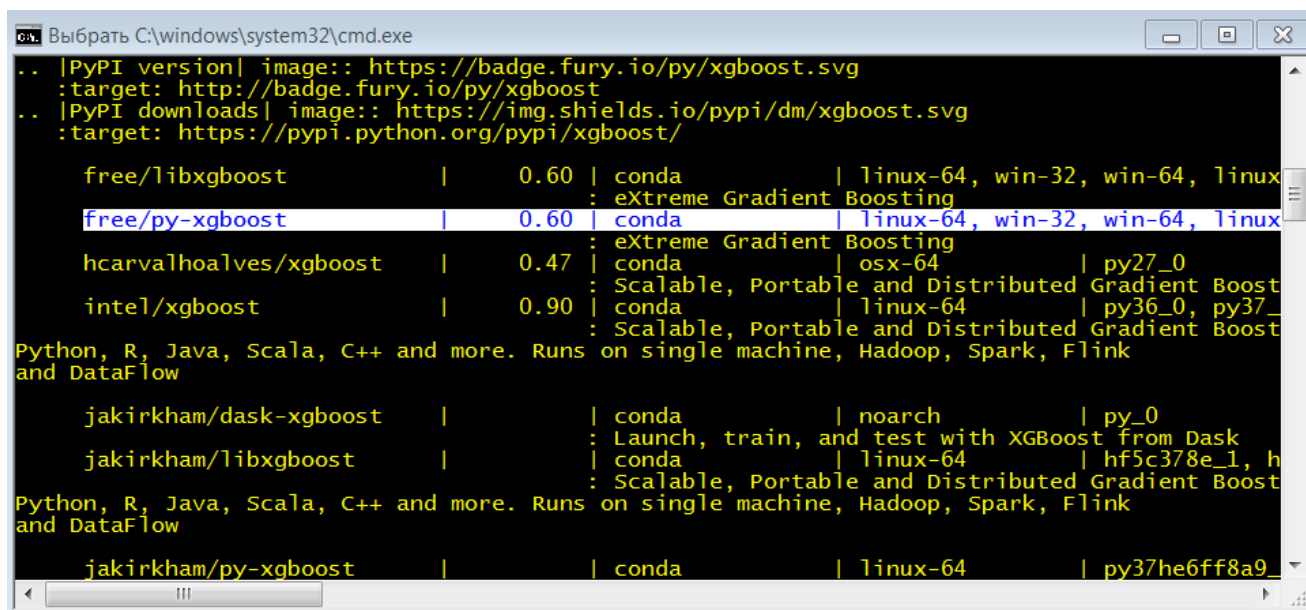 Выбрать C:\windows\system32\cmd.exe
.. |PyPI version| image:: https://badge.fury.io/py/xgboost.svg
:target: http://badge.fury.io/py/xgboost
.. |PyPI downloads| image:: https://img.shields.io/pypi/dm/xgboost.svg
:target: https://pypi.python.org/pypi/xgboost/
free/libxgboost | 0.60 | conda | linux-64, win-32, win-64, linux
: eXtreme Gradient Boosting
free/py-xgboost | 0.60 | conda | linux-64, win-32, win-64, linux
: eXtreme Gradient Boosting
hcarvalhoalves/xgboost | 0.47 | conda | osx-64 | py27_0
: Scalable, Portable and Distributed Gradient Boost
intel/xgboost | 0.90 | conda | linux-64 | py36_0, py37_
: Scalable, Portable and Distributed Gradient Boost
Python, R, Java, Scala, C++ and more. Runs on single machine, Hadoop, Spark, Flink
and DataFlow
jakirkham/dask-xgboost | | conda | noarch | py_0
: Launch, train, and test with XGBoost from Dask
jakirkham/libxgboost | | conda | linux-64 | hf5c378e_1, h
: Scalable, Portable and Distributed Gradient Boost
Python, R, Java, Scala, C++ and more. Runs on single machine, Hadoop, Spark, Flink
and DataFlow
jakirkham/py-xgboost | | conda | linux-64 | py37he6ff8a9_